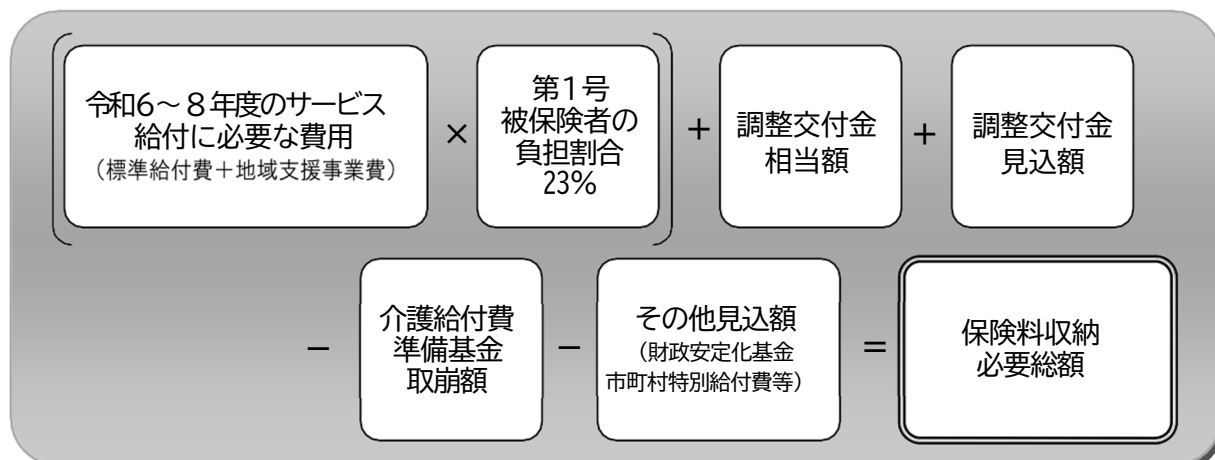 令和6～8年度のサービス
給付に必要な費用
（標準給付費＋地域支援事業費）
×
第1号
被保険者の
負担割合
23%
＋
調整交付金
相当額
＋
調整交付金
見込額
－
介護給付費
準備基金
取崩額
－
その他見込額
（財政安定化基金
市町村特別給付費等）
＝
保険料収納
必要総額